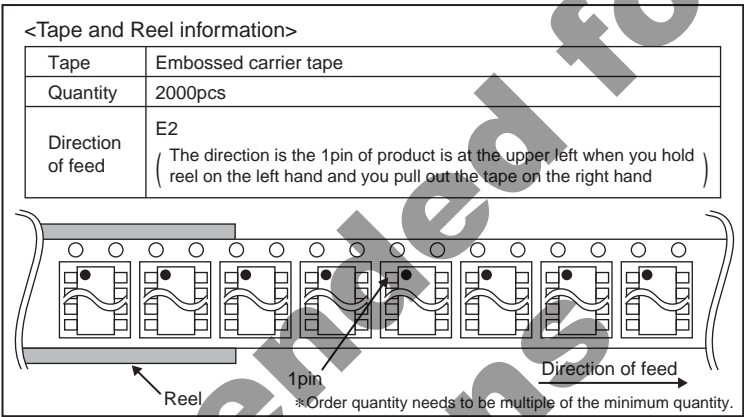 <Tape and Reel information>
Tape Embossed carrier tape
Quantity 2000pcs
Direction of feed E2
( The direction is the 1pin of product is at the upper left when you hold
reel on the left hand and you pull out the tape on the right hand )
Direction of feed
1pin
Reel
∗Order quantity needs to be multiple of the minimum quantity.